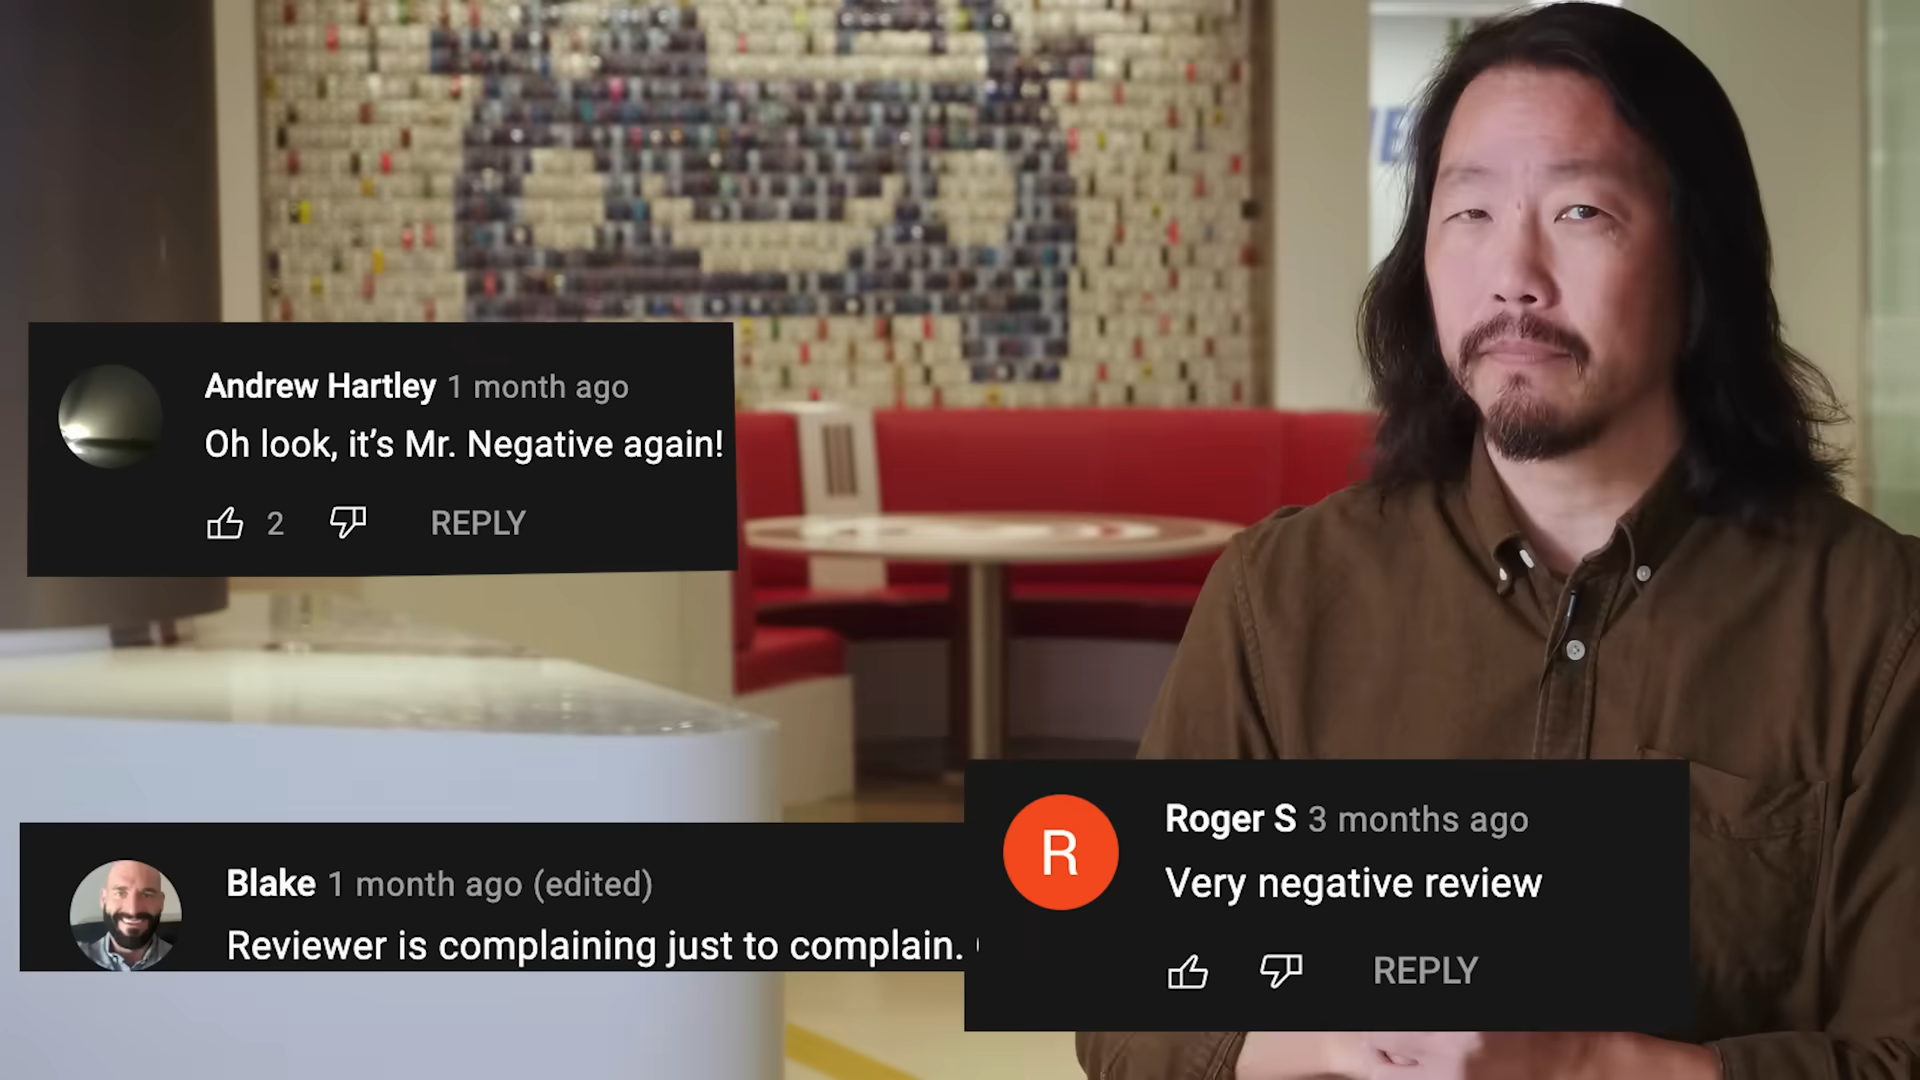 Andrew Hartley 1 month ago
Oh look, it’s Mr. Negative again!
2 REPLY
Blake 1 month ago (edited)
Reviewer is complaining just to complain.
R
Roger S 3 months ago
Very negative review
REPLY